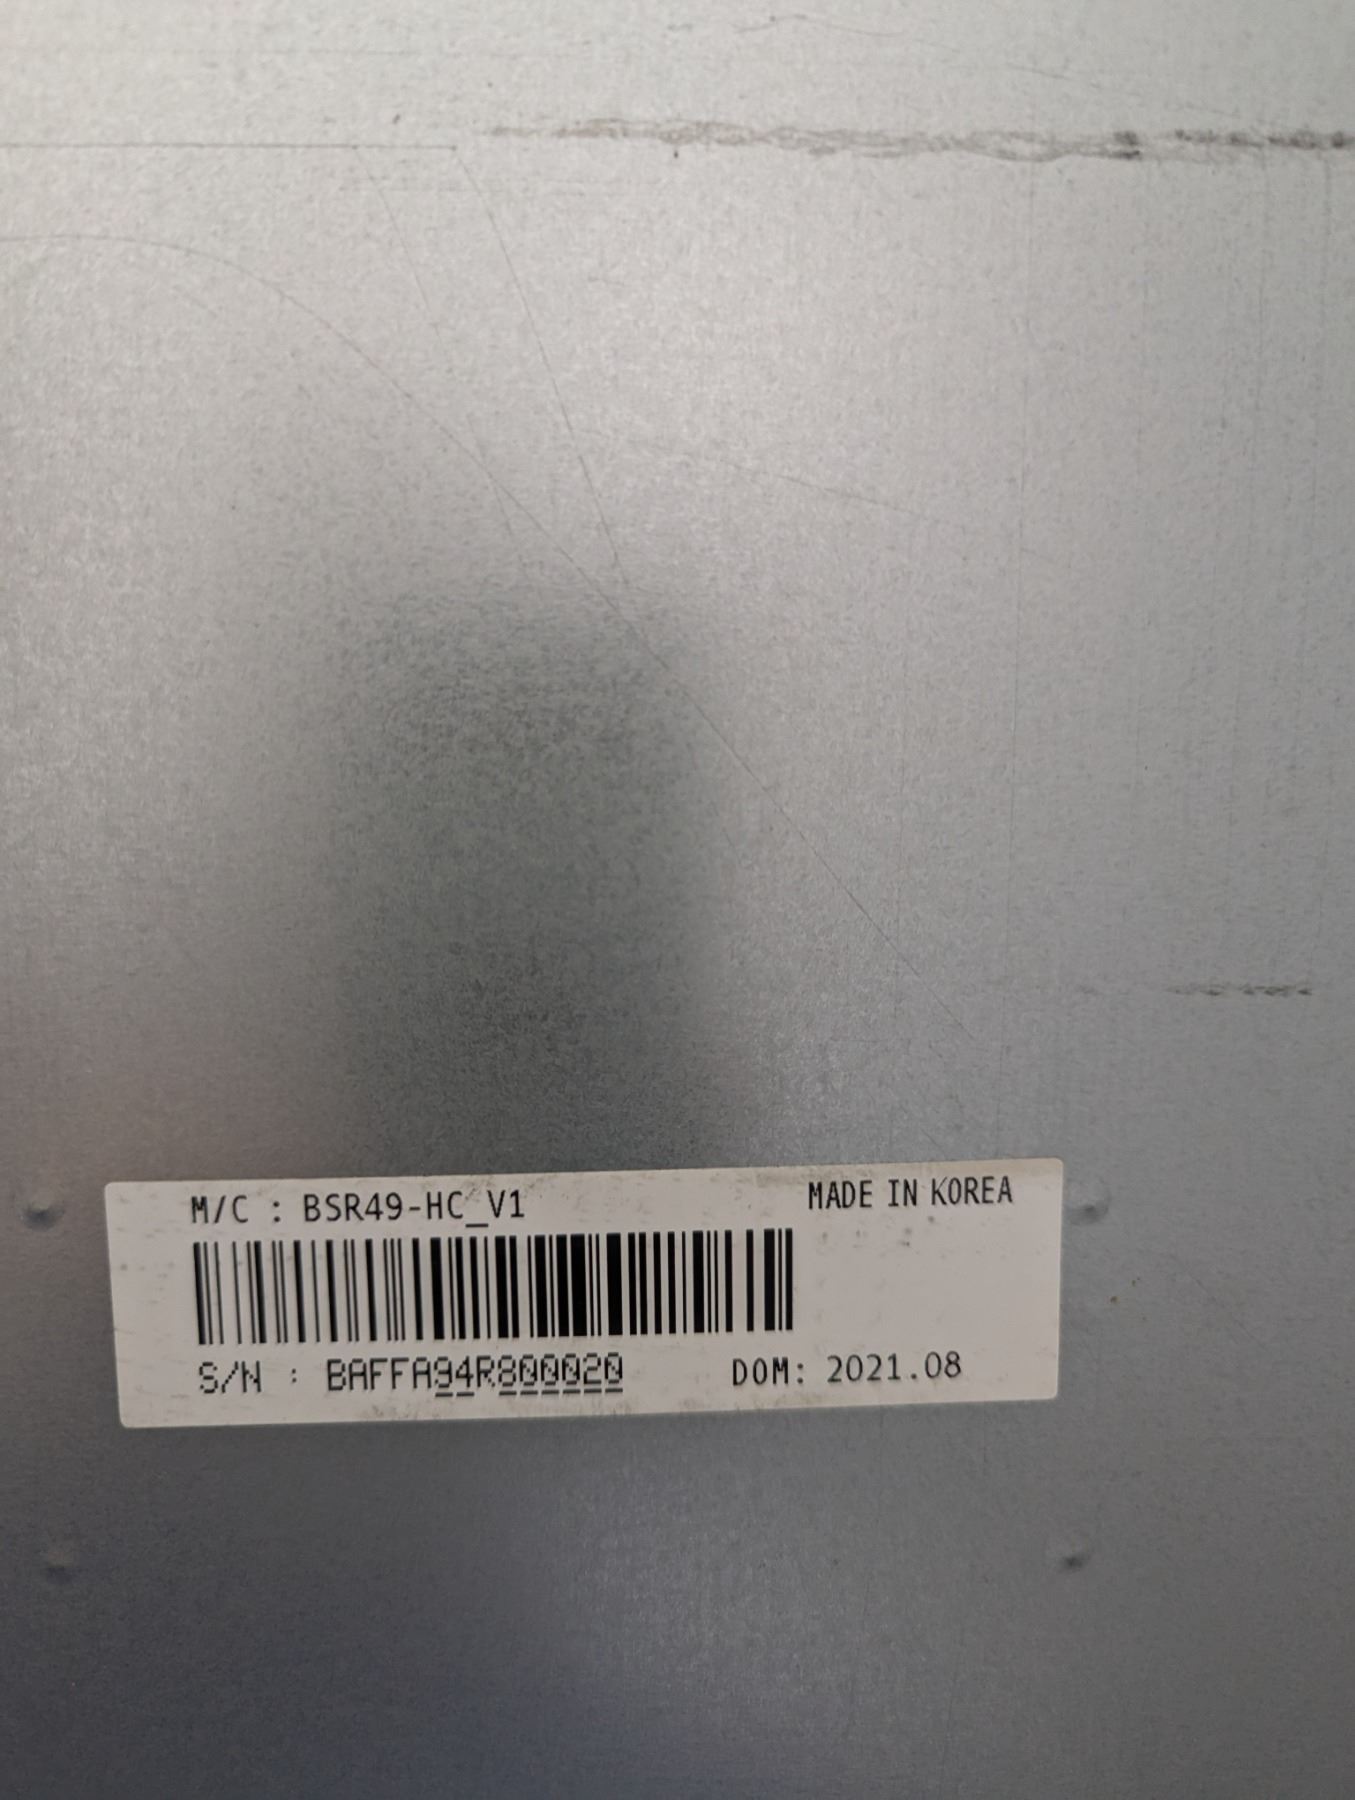 M/C : BSR49-HC_V1
MADE IN KOREA
S/N : BAFFA94R800020
DOM: 2021.08